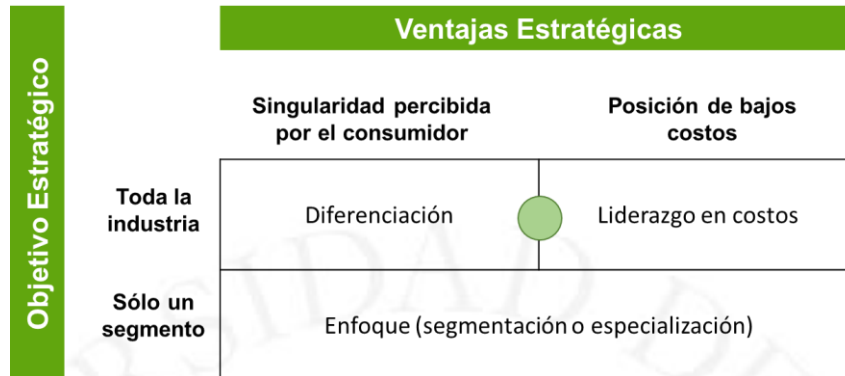 Ventajas Estratégicas
Objetivo Estratégico
Singularidad percibida
por el consumidor
Posición de bajos
costos
Toda la
industria
Diferenciación
Liderazgo en costos
Sólo un
segmento
Enfoque (segmentación o especialización)